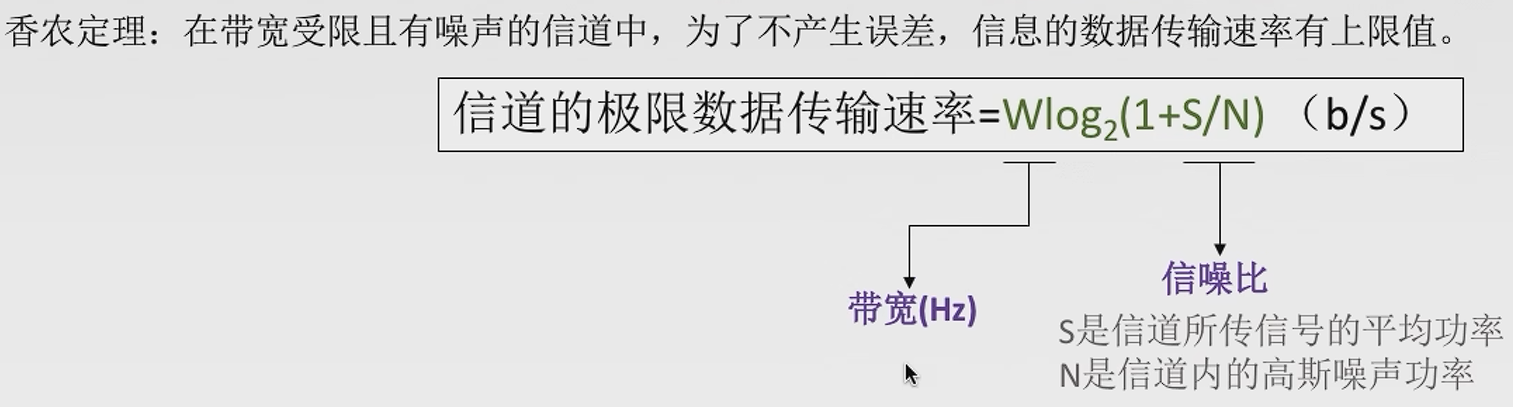 香农定理：在带宽受限且有噪声的信道中，为了不产生误差，信息的数据传输速率有上限值。
信道的极限数据传输速率=Wlog₂(1+S/N) （b/s）
信噪比
带宽(Hz)
S是信道所传信号的平均功率
N是信道内的高斯噪声功率